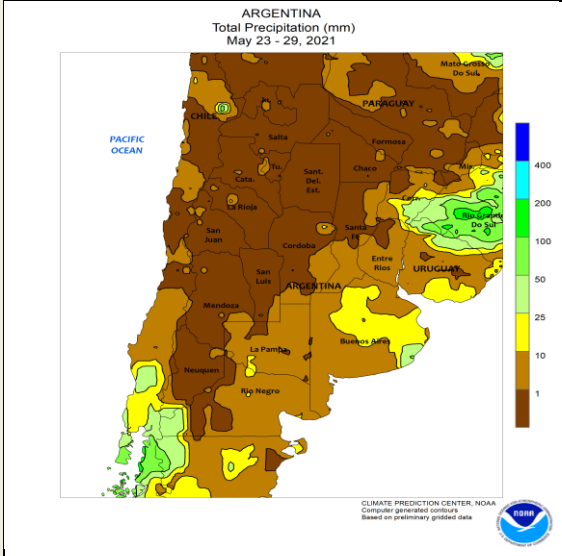 ARGENTINA
Total Precipitation (mm)
May 23 - 29, 2021
Mato Grosso
Do Sul
PARAGUAY
CHILE
PACIFIC
OCEAN
Salta
Formosa
Tu.
Chaco
Mis.
Cata.
Sant.
Del.
Est.
La Rioja
Corr.
Rio Grande
Do Sul
San
Juan
Santa
Fe
Cordoba
Entre
Rios
San
Luis
URUGUAY
ARGENTINA
Mendoza
Buenos Aires
La Pampa
Neuquen
Rio Negro
400
200
100
50
25
10
1
CLIMATE PREDICTION CENTER, NOAA
Computer generated contours
Based on preliminary gridded data
NOAA